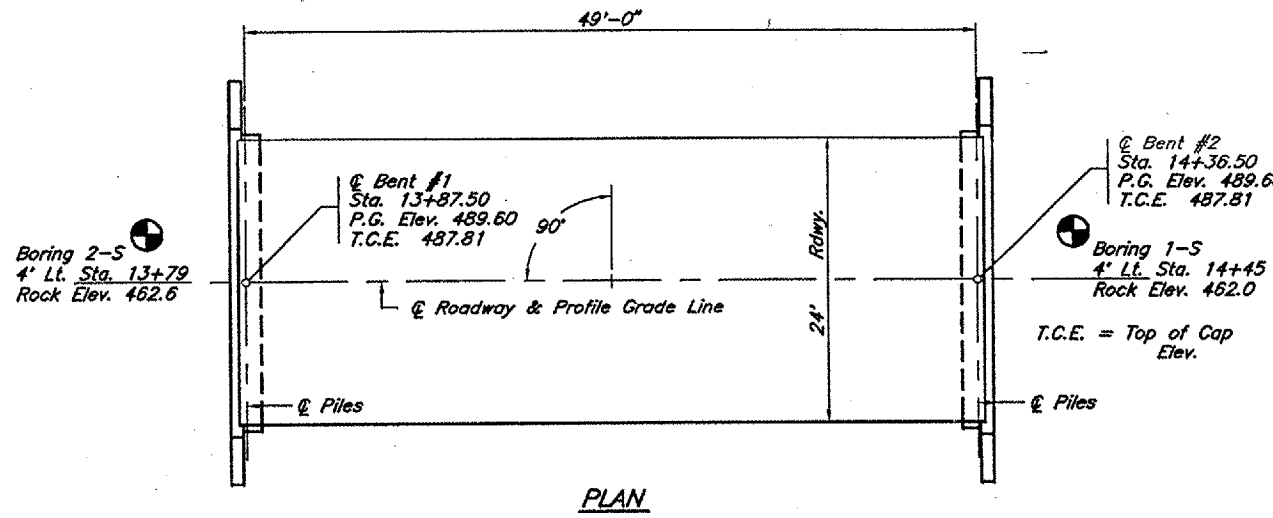 49'-0"
℄ Bent #1
Sta. 13+87.50
P.G. Elev. 489.60
T.C.E. 487.81
90°
Rdwy.
24'
℄ Bent #2
Sta. 14+36.50
P.G. Elev. 489.6
T.C.E. 487.81
Boring 2-S
4' Lt. Sta. 13+79
Rock Elev. 462.6
Boring 1-S
4' Lt. Sta. 14+45
Rock Elev. 462.0
℄ Roadway & Profile Grade Line
T.C.E. = Top of Cap
Elev.
℄ Piles
℄ Piles
PLAN